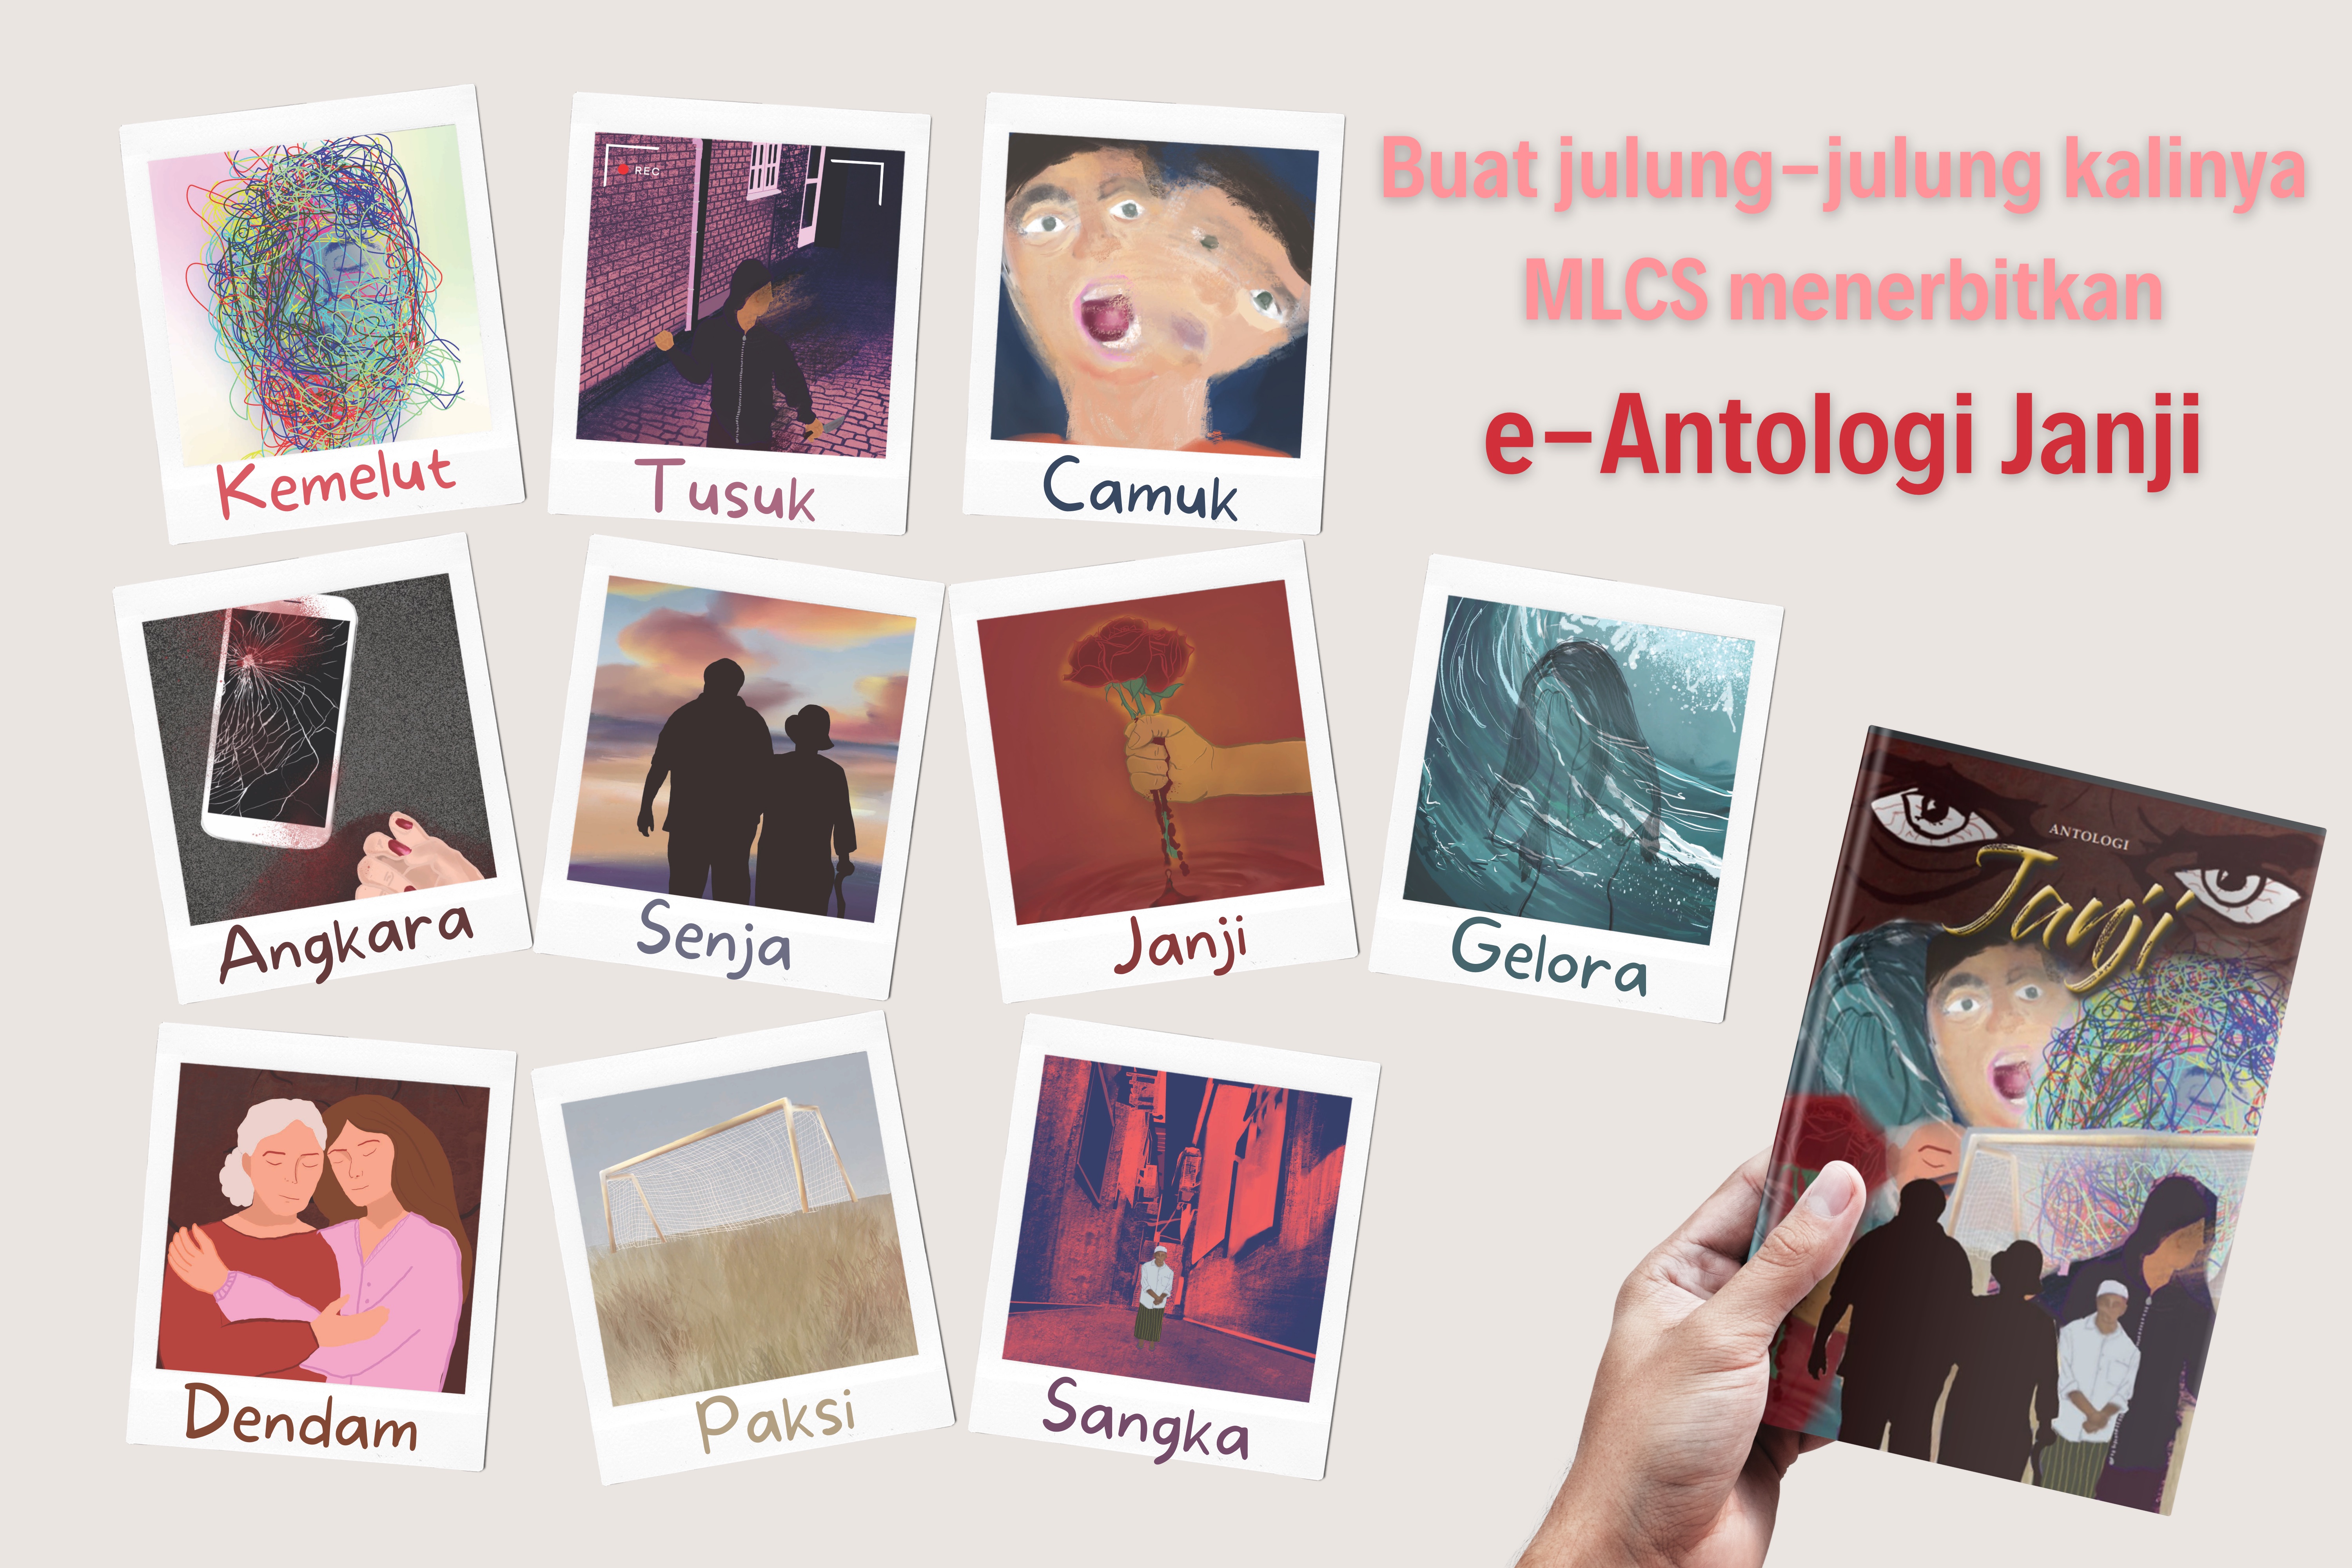 Buat julung-julung kalinya
MLCS menerbitkan
e-Antologi Janji
REC
Kemelut
Tusuk
Camuk
Angkara
Senja
Janji
Gelora
Dendam
Paksi
Sangka
ANTOLOGI
Janji